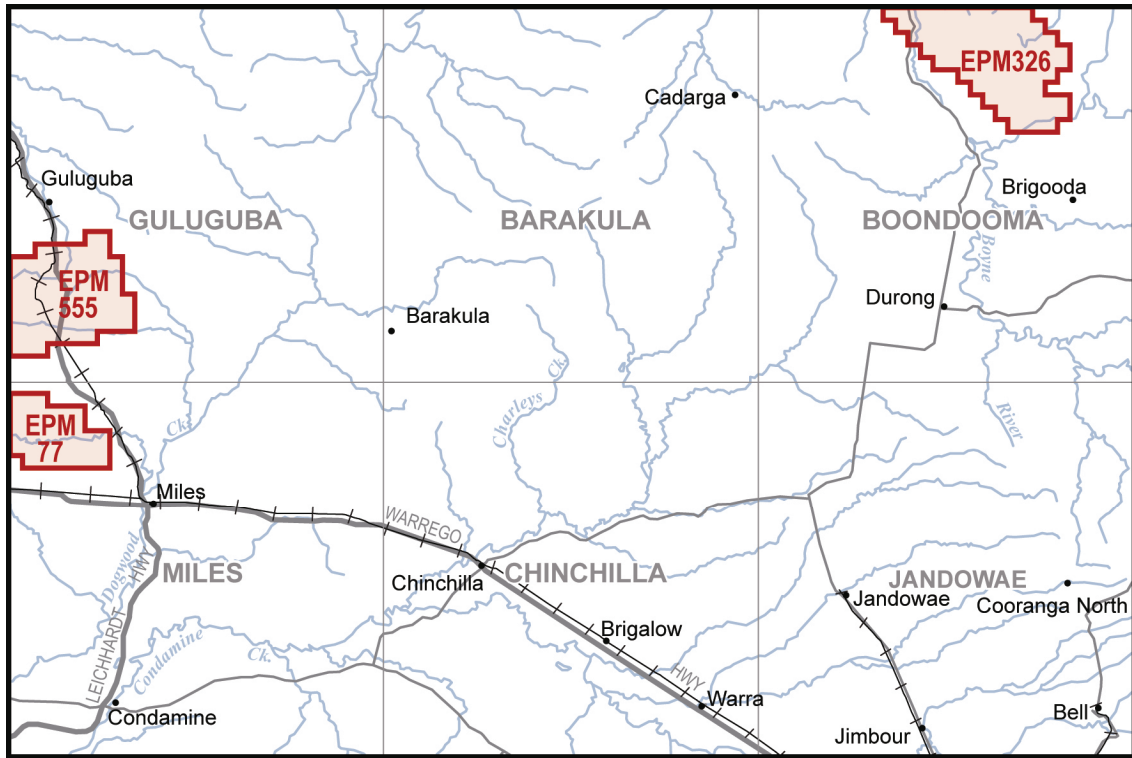 EPM326
Cadarga
Guluguba
Brigooda
GULUGUBA
BARAKULA
BOONDOOMA
Boyne
EPM
555
Durong
Barakula
Ck.
Charleys
EPM
77
Ck.
River
Miles
WARREGO
Dogwood
HWY
MILES
Chinchilla
CHINCHILLA
JANDOWAE
Jandowae
Cooranga North
LEICHHARDT
Condamine
Ck.
Brigalow
HWY
Condamine
Warra
Bell
Jimbour